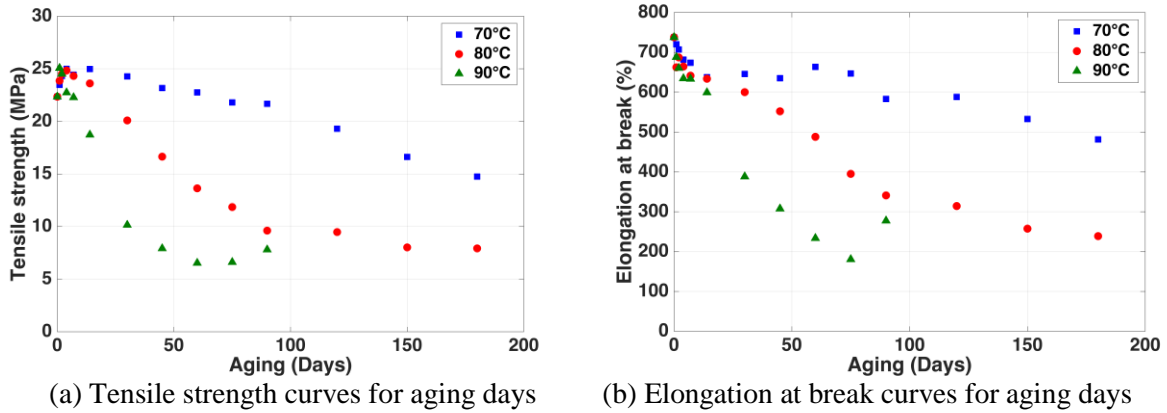 30
25
20
15
10
5
0
Tensile strength (MPa)
70°C
80°C
90°C
0
50
100
150
200
Aging (Days)
(a) Tensile strength curves for aging days
800
700
600
500
400
300
200
100
0
Elongation at break (%)
70°C
80°C
90°C
0
50
100
150
200
Aging (Days)
(b) Elongation at break curves for aging days